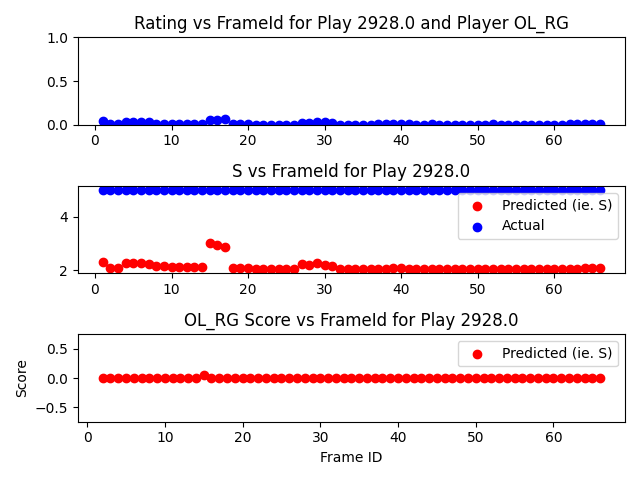 Rating vs FrameId for Play 2928.0 and Player OL_RG
1.0
0.5
0.0
0 10 20 30 40 50 60
S vs FrameId for Play 2928.0
4
2
Predicted (ie. S)
Actual
0 10 20 30 40 50 60
OL_RG Score vs FrameId for Play 2928.0
Score
0.5
0.0
−0.5
Predicted (ie. S)
0 10 20 30 40 50 60
Frame ID